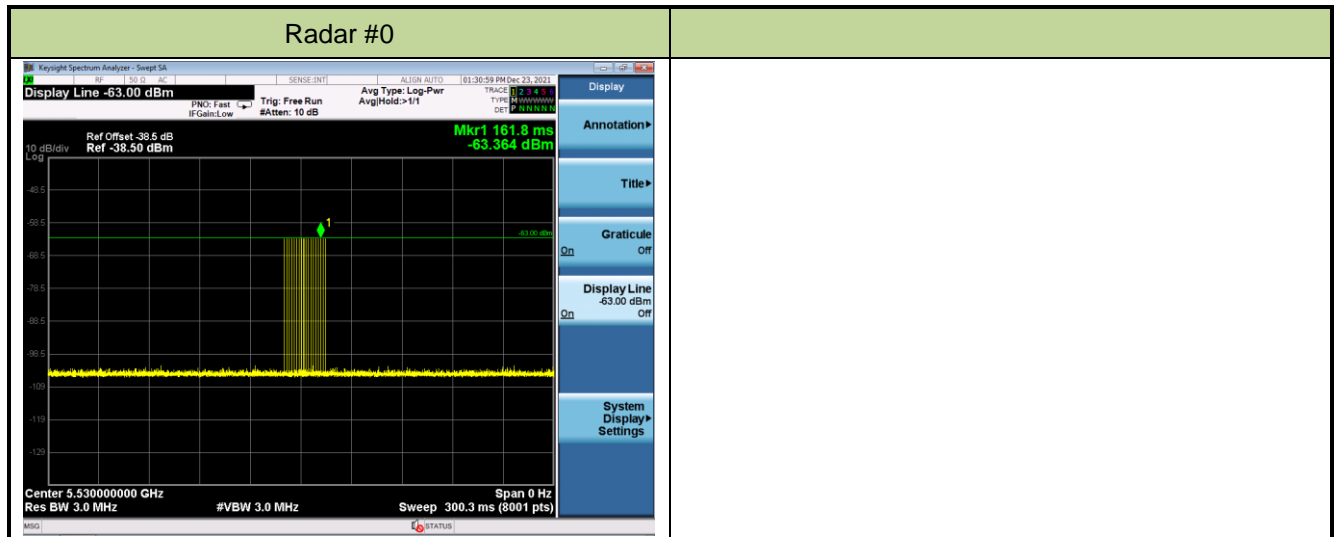 Radar #0
Keysight Spectrum Analyzer - Swept SA
RF 50 Ω AC SENSE:INT ALIGN AUTO 01:30:59 PM Dec 23, 2021
Display Line -63.00 dBm
PNO: Fast
IFGain:Low
Trig: Free Run
#Atten: 10 dB
Avg Type: Log-Pwr
Avg|Hold:>1/1
TRACE 1 2 3 4 5 6
TYPE M WWWWW
DET P N N N N N
Mkr1 161.8 ms
-63.364 dBm
Ref Offset -38.5 dB
10 dB/div Ref -38.50 dBm
Log
-48.5
-58.5
1
-63.00 dBm
-68.5
-78.5
-88.5
-98.5
-109
-119
-129
Center 5.530000000 GHz Span 0 Hz
Res BW 3.0 MHz #VBW 3.0 MHz Sweep 300.3 ms (8001 pts)
MSG STATUS
Display
Annotation
Title
Graticule
On Off
Display Line
-63.00 dBm
On Off
System
Display
Settings